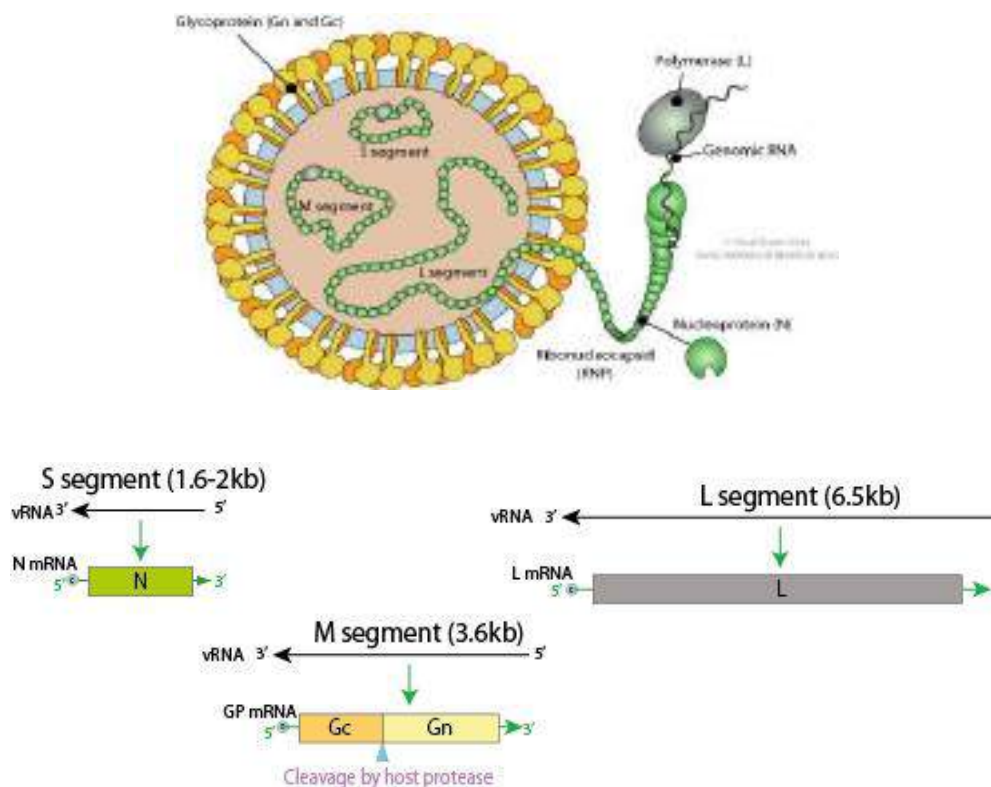 Glycoprotein (Gn and Gc)
Polymerase (L)
Genomic RNA
segment
M segment
L segment
Nucleoprotein (N)
Ribonucleocapsid
(RNP)
S segment (1.6-2kb)
vRNA 3' 5'
N mRNA
5' c N 3'
L segment (6.5kb)
vRNA 3'
L mRNA
5' c L
M segment (3.6kb)
vRNA 3' 5'
GP mRNA
5' c Gc Gn 3'
Cleavage by host protease